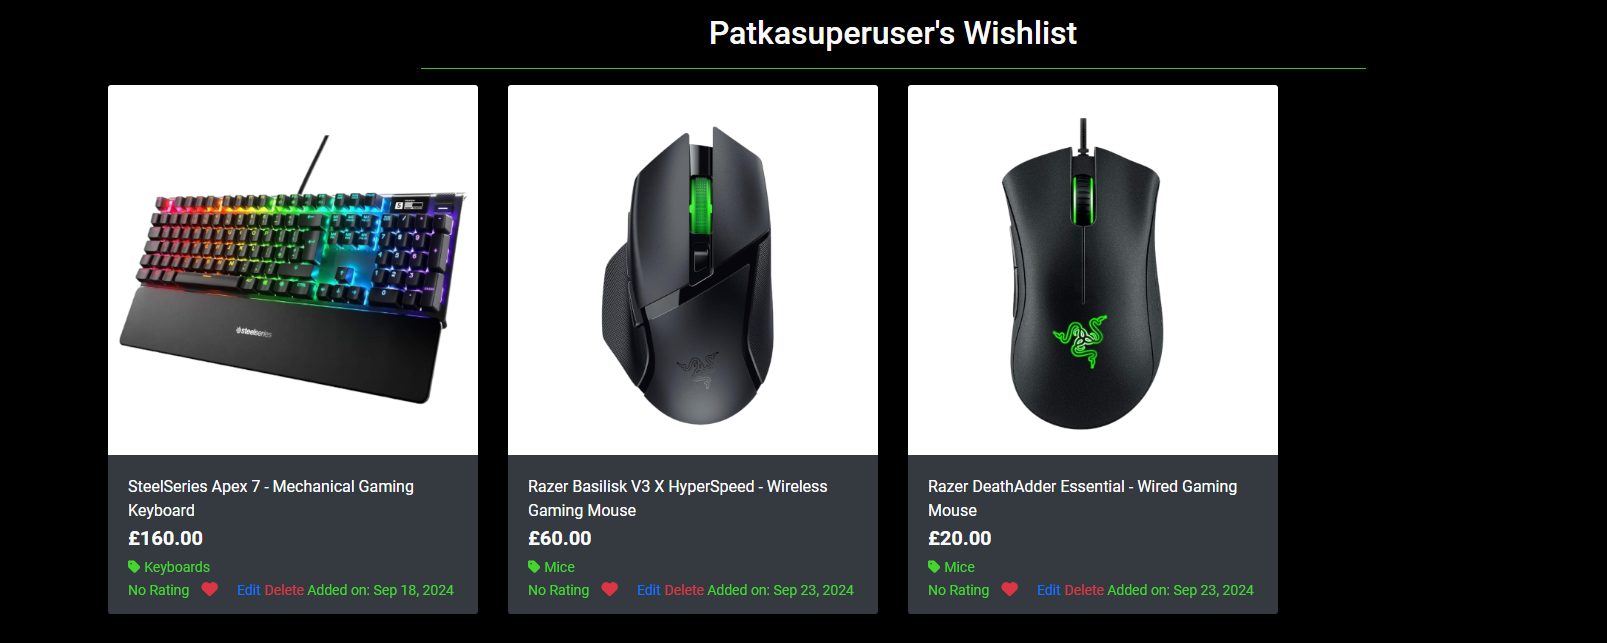 Patkasuperuser's Wishlist
steelseries
SteelSeries Apex 7 - Mechanical Gaming
Keyboard
£160.00
Keyboards
No Rating Edit Delete Added on: Sep 18, 2024
Razer Basilisk V3 X HyperSpeed - Wireless
Gaming Mouse
£60.00
Mice
No Rating Edit Delete Added on: Sep 23, 2024
Razer DeathAdder Essential - Wired Gaming
Mouse
£20.00
Mice
No Rating Edit Delete Added on: Sep 23, 2024